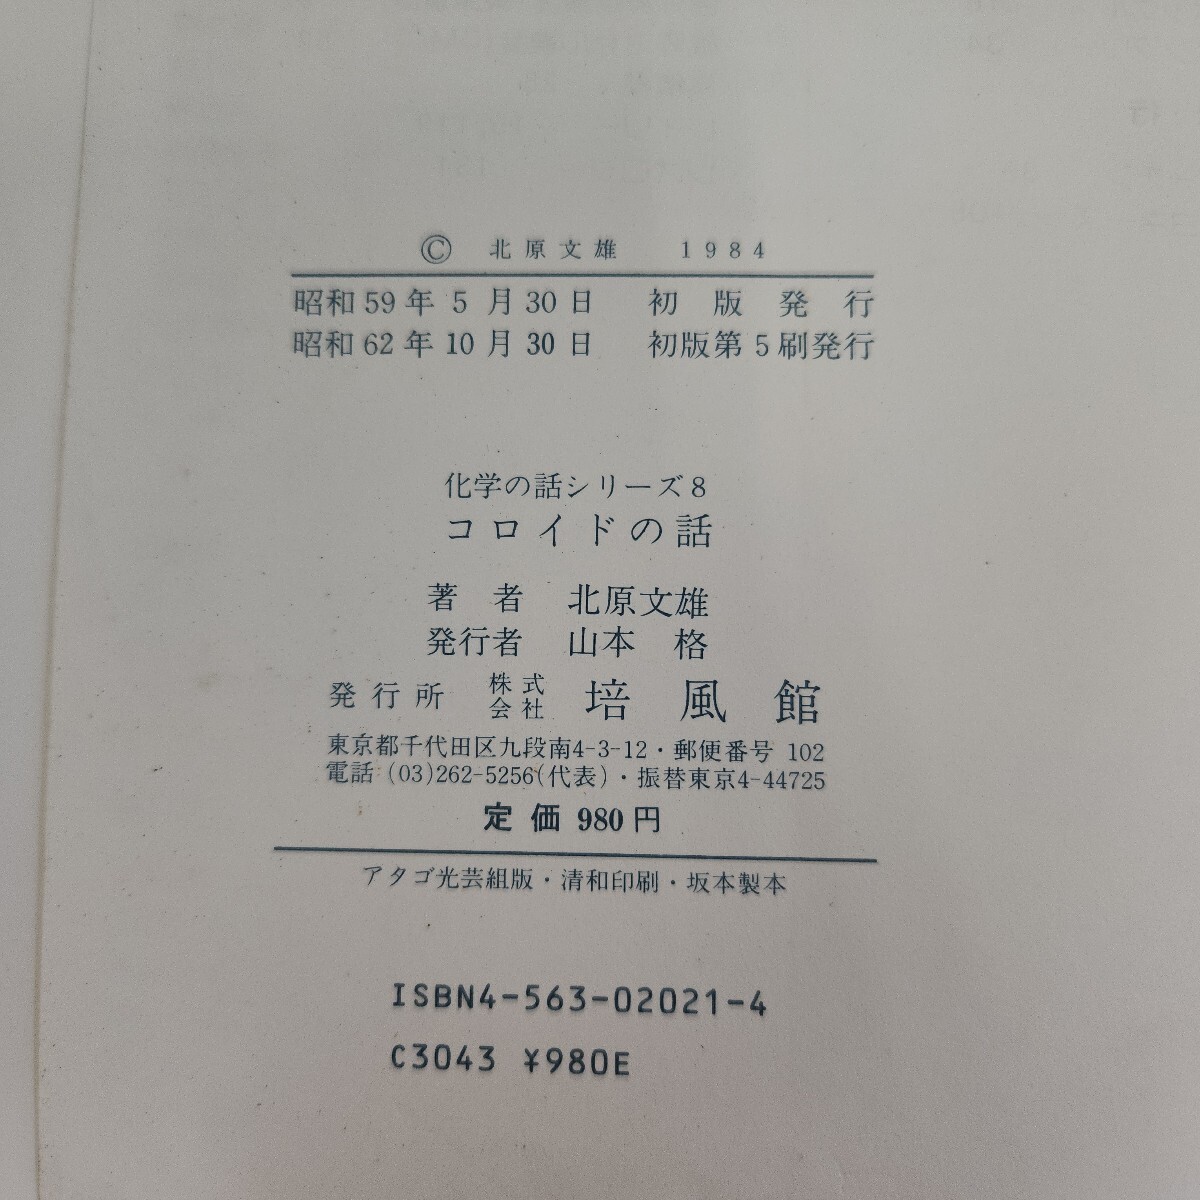 © 北原文雄 1984
昭和59年5月30日 初版発行
昭和62年10月30日 初版第5刷発行
化学の話シリーズ8
コロイドの話
著者 北原文雄
発行者 山本格
発行所 株式会社 培風館
東京都千代田区九段南4-3-12・郵便番号 102
電話 (03)262-5256(代表)・振替東京4-44725
定価 980円
アタゴ光芸組版・清和印刷・坂本製本
ISBN4-563-02021-4
C3043 ¥980E